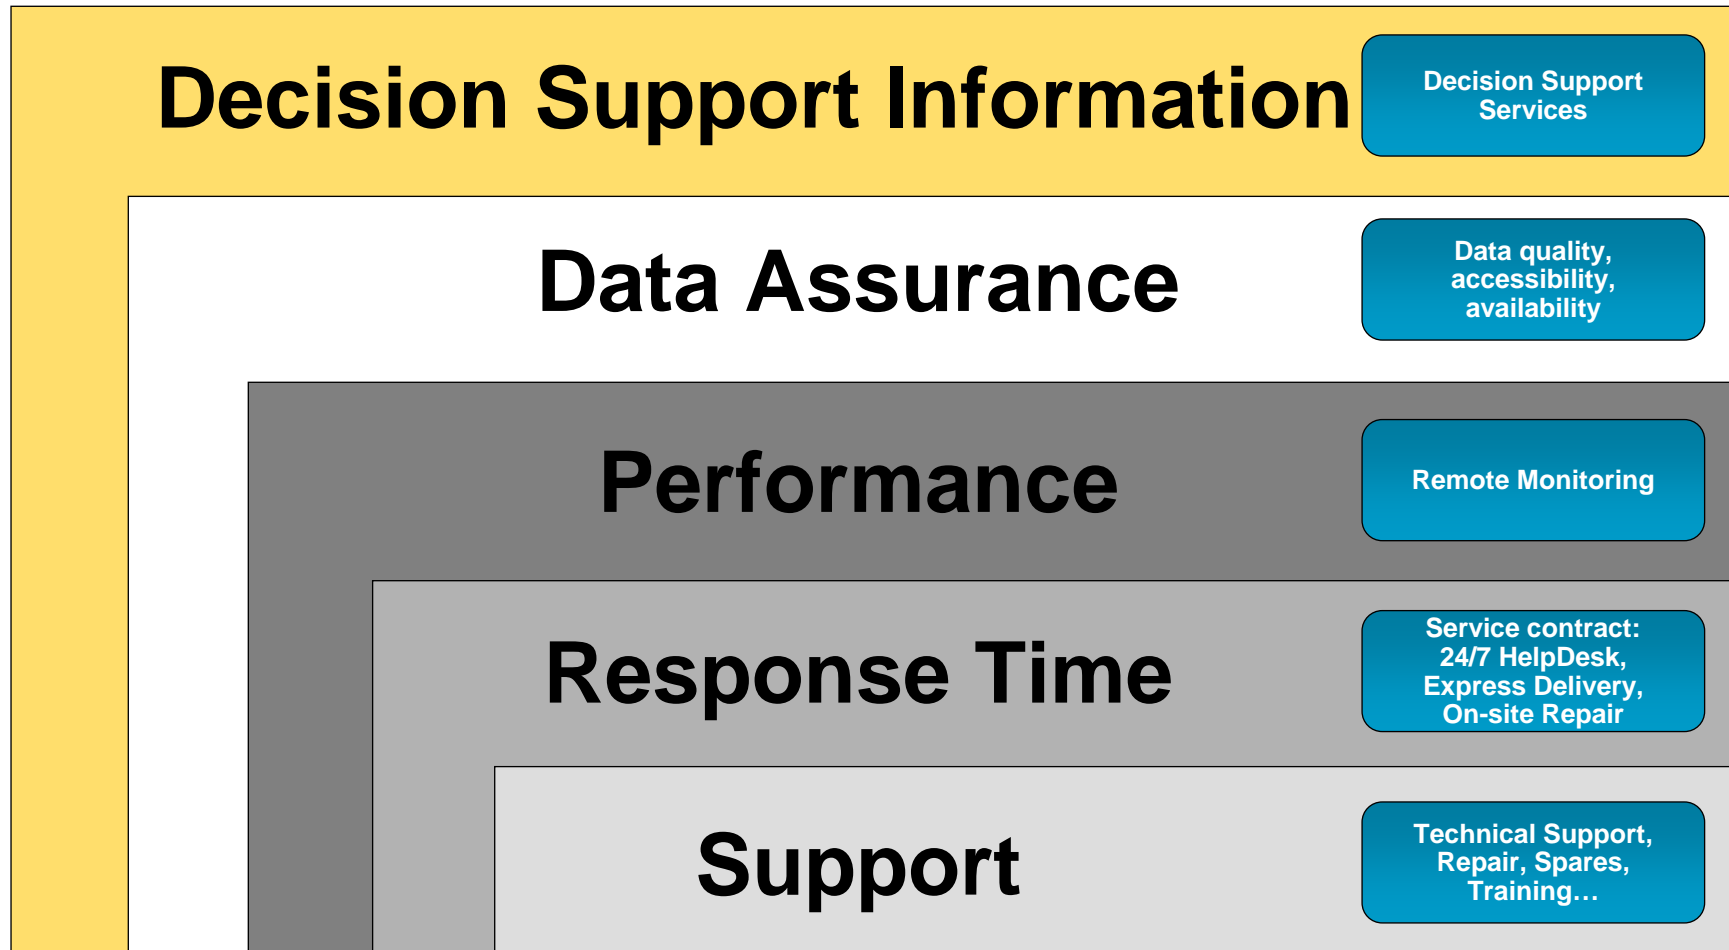 Decision Support Information
Decision Support
Services
Data Assurance
Data quality,
accessibility,
availability
Performance
Remote Monitoring
Response Time
Service contract:
24/7 HelpDesk,
Express Delivery,
On-site Repair
Support
Technical Support,
Repair, Spares,
Training…